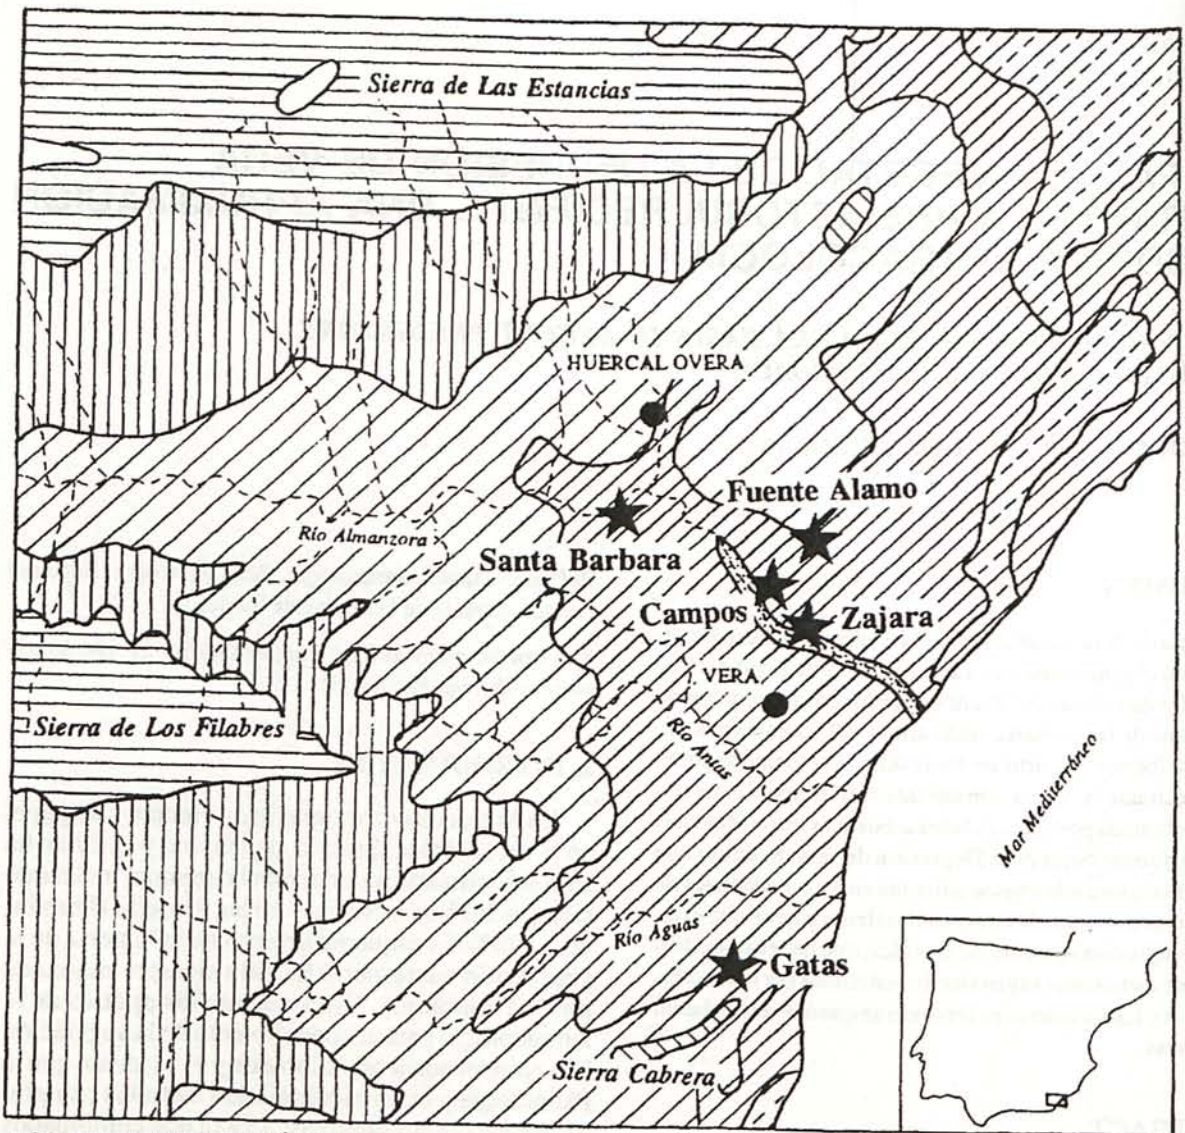 Sierra de Las Estancias
HUERCAL OVERA
Fuente Alamo
Río Almanzora
Santa Barbara
Campos
Zajara
VERA
Sierra de Los Filabres
Río Antas
Mar Mediterráneo
Río Aguas
Gatas
Sierra Cabrera